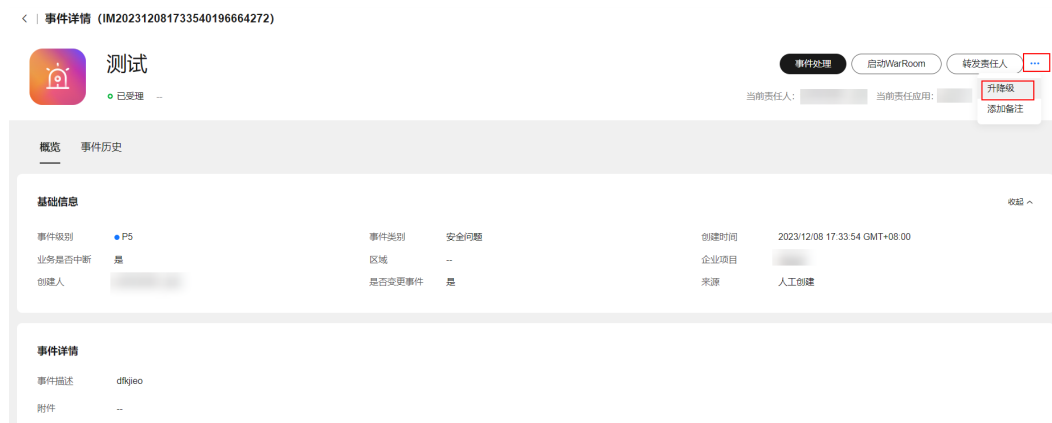 < | 事件详情（IM202312081733540196664272）
测试
事件处理 启动WarRoom 转发责任人 ...
已受理 --
当前责任人： 当前责任应用：
升降级
添加备注
概览 事件历史
基础信息 收起
事件级别 P5 事件类别 安全问题 创建时间 2023/12/08 17:33:54 GMT+08:00
业务是否中断 是 区域 -- 企业项目
创建人 是否变更事件 是 来源 人工创建
事件详情
事件描述 dfkjieo
附件 --